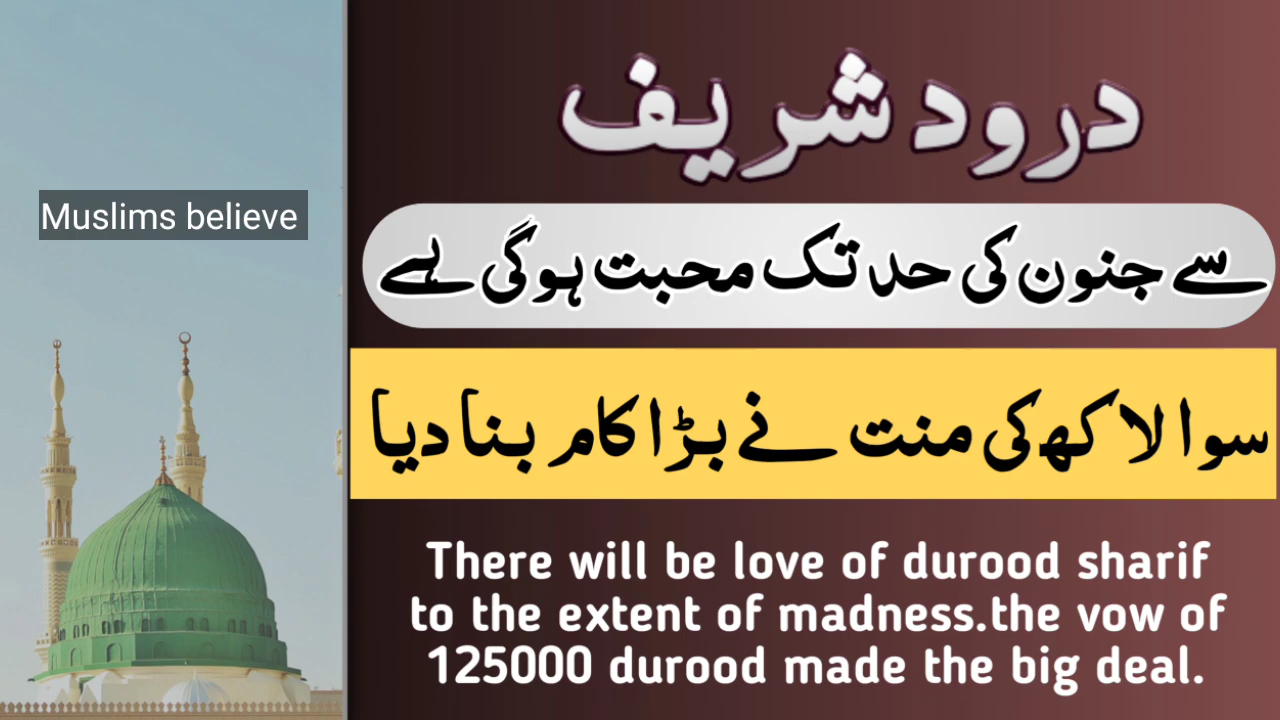 Muslims believe
درود شریف
سے جنون کی حد تک محبت ہوگی ہے
سوا لاکھ کی منت نے بڑا کام بنا دیا
There will be love of durood sharif
to the extent of madness.the vow of
125000 durood made the big deal.